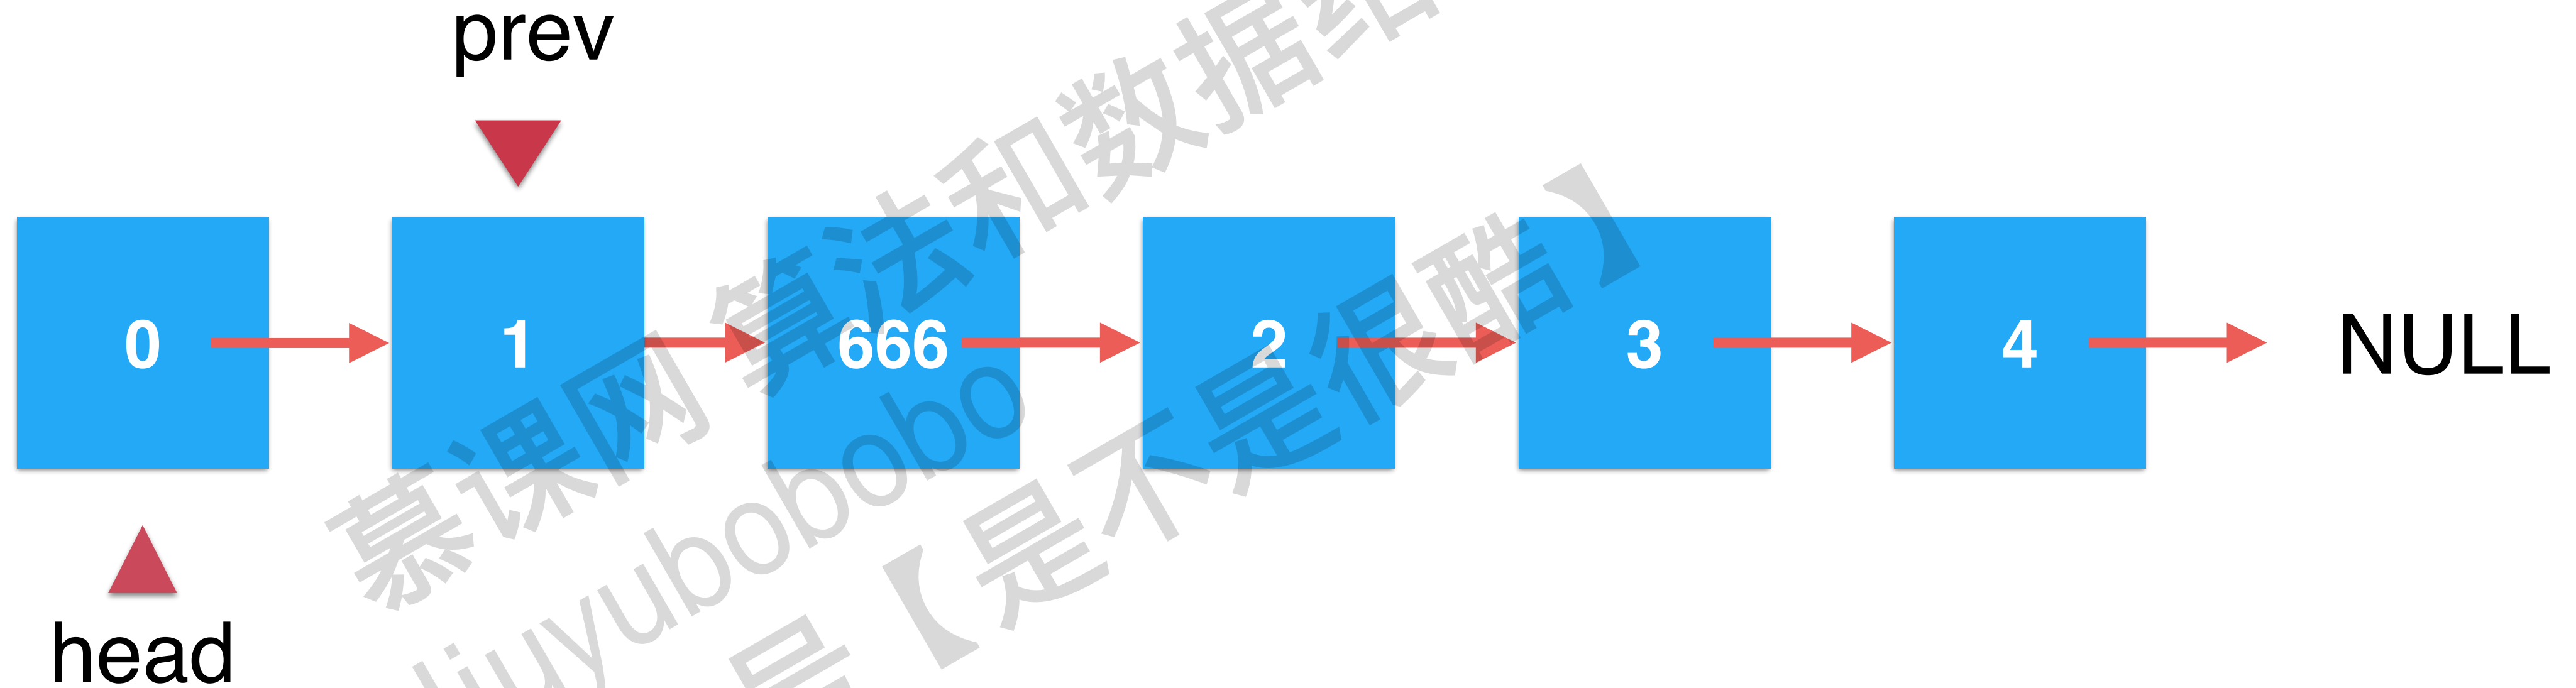 prev
0 1 666 2 3 4 NULL
head
慕课网 算法和数据结
liuyubobobo
号【是不是很酷】